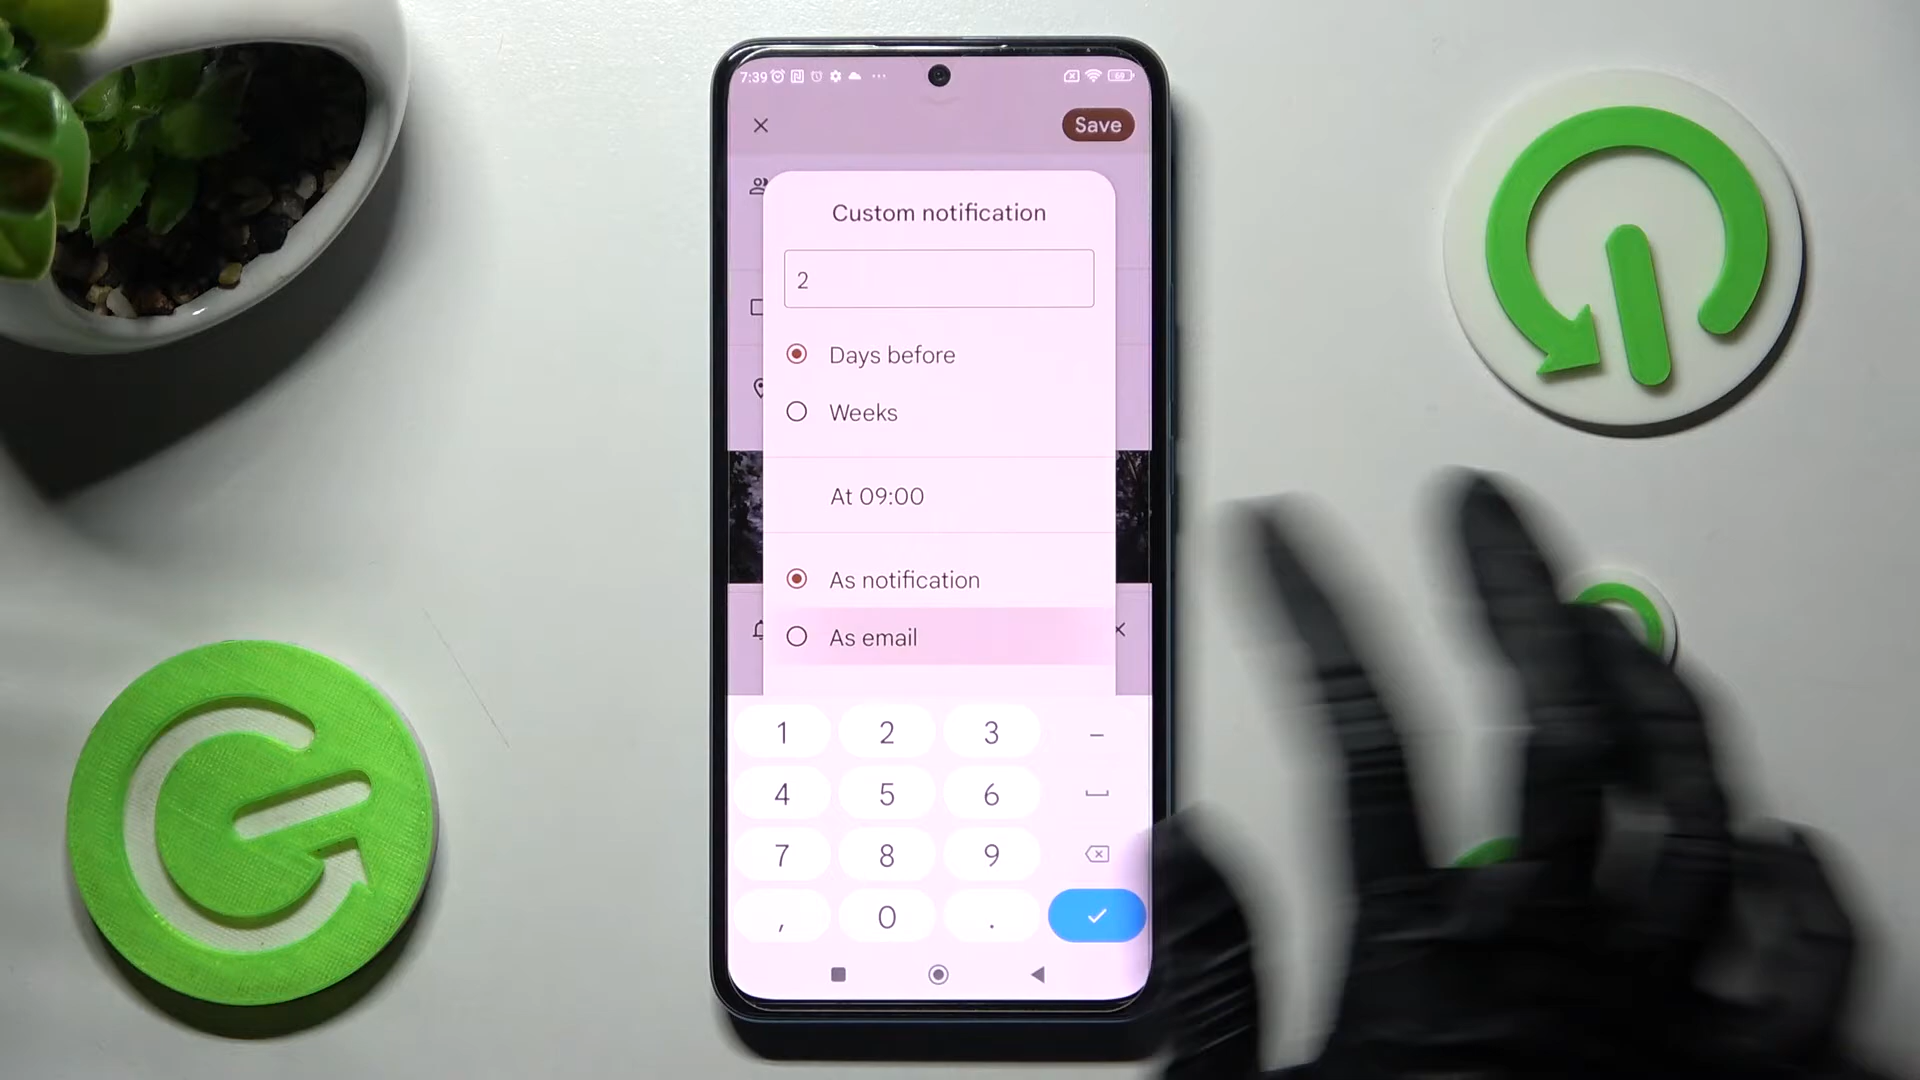 7:39
69
Save
Custom notification
2
Days before
Weeks
At 09:00
As notification
As email
1 2 3 –
4 5 6
7 8 9
, 0 .